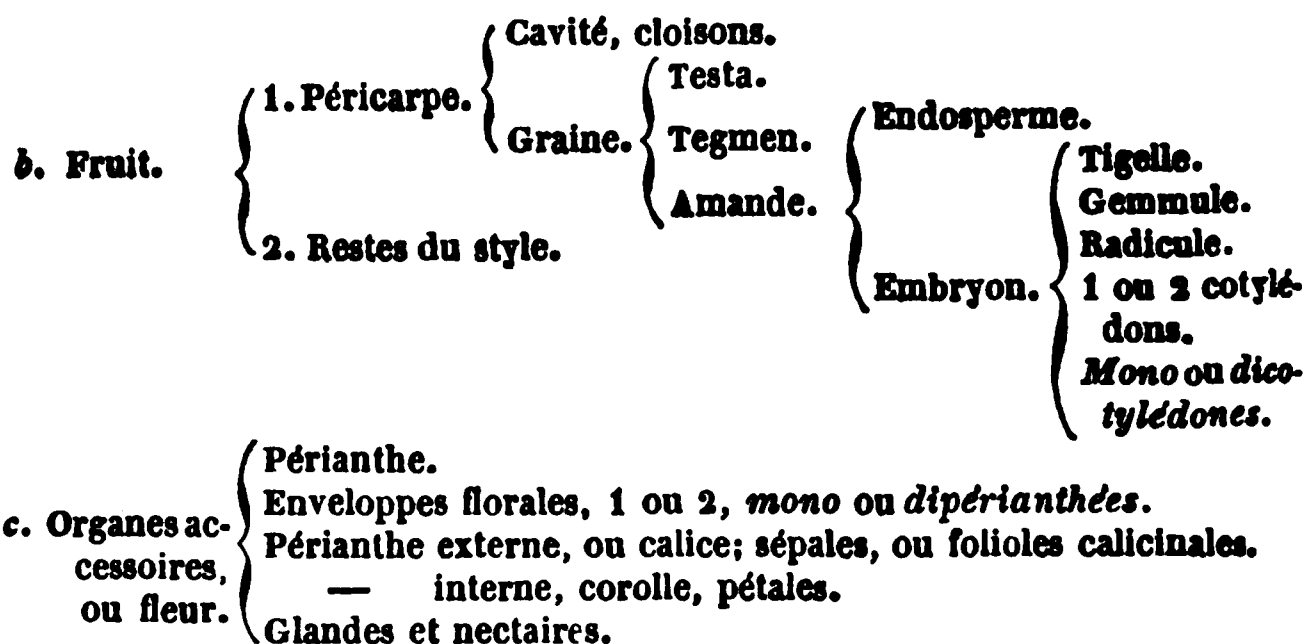 b. Fruit.
1. Péricarpe.
Cavité, cloisons.
Graine.
Testa.
Tegmen.
Amande.
Endosperme.
Embryon.
Tigelle.
Gemmule.
Radicule.
1 ou 2 cotylé-
dons.
Mono ou dico-
tylédones.
2. Restes du style.
c. Organes ac-
cessoires,
ou fleur.
Périanthe.
Enveloppes florales, 1 ou 2, mono ou dipérianthées.
Périanthe externe, ou calice; sépales, ou folioles calicinales.
— interne, corolle, pétales.
Glandes et nectaires.